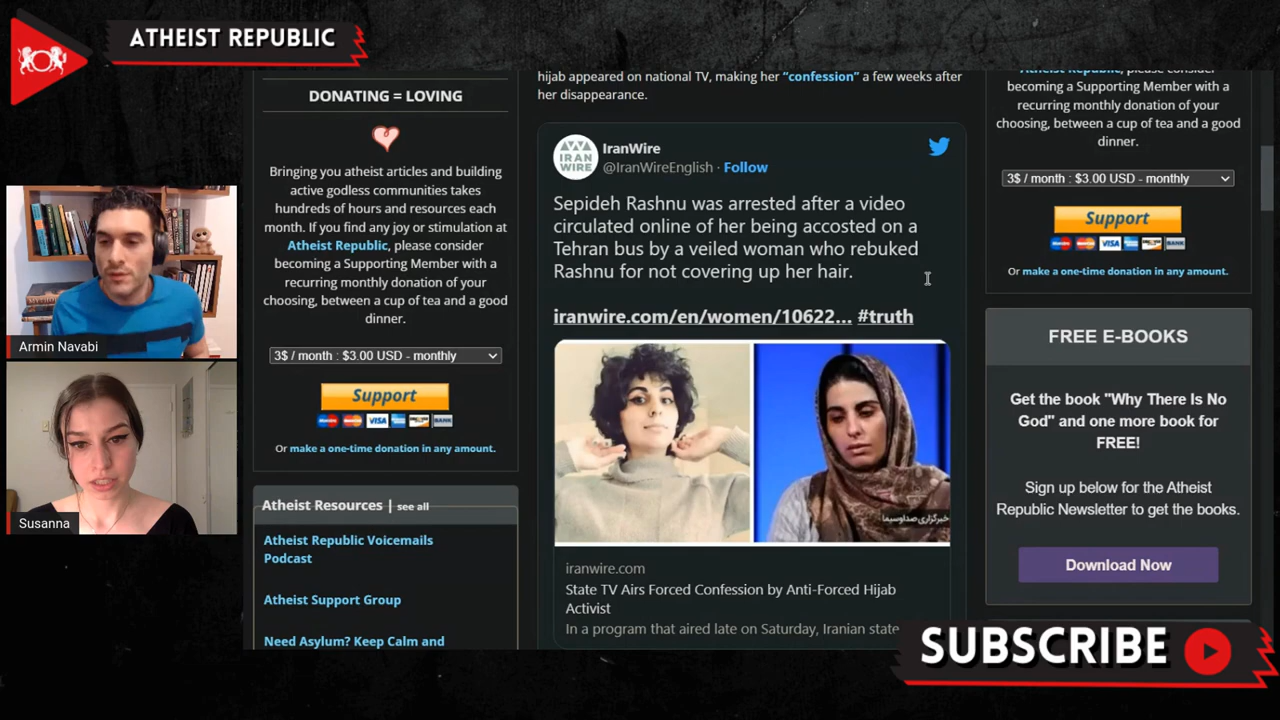 ATHEIST REPUBLIC
Armin Navabi
Susanna
DONATING = LOVING
Bringing you atheist articles and building
active godless communities takes
hundreds of hours and resources each
month. If you find any joy or stimulation at
Atheist Republic, please consider
becoming a Supporting Member with a
recurring monthly donation of your
choosing, between a cup of tea and a good
dinner.
3$ / month : $3.00 USD - monthly
Support
VISA
BANK
Or make a one-time donation in any amount.
Atheist Resources | see all
Atheist Republic Voicemails
Podcast
Atheist Support Group
Need Asylum? Keep Calm and
hijab appeared on national TV, making her “confession” a few weeks after
her disappearance.
IRAN
WIRE
IranWire
@IranWireEnglish · Follow
Sepideh Rashnu was arrested after a video
circulated online of her being accosted on a
Tehran bus by a veiled woman who rebuked
Rashnu for not covering up her hair.
iranwire.com/en/women/10622... #truth
خبرگزاری صداوسیما
iranwire.com
State TV Airs Forced Confession by Anti-Forced Hijab
Activist
In a program that aired late on Saturday, Iranian state
Atheist Republic, please consider
becoming a Supporting Member with a
recurring monthly donation of your
choosing, between a cup of tea and a good
dinner.
3$ / month : $3.00 USD - monthly
Support
VISA
BANK
Or make a one-time donation in any amount.
FREE E-BOOKS
Get the book "Why There Is No
God" and one more book for
FREE!
Sign up below for the Atheist
Republic Newsletter to get the books.
Download Now
SUBSCRIBE